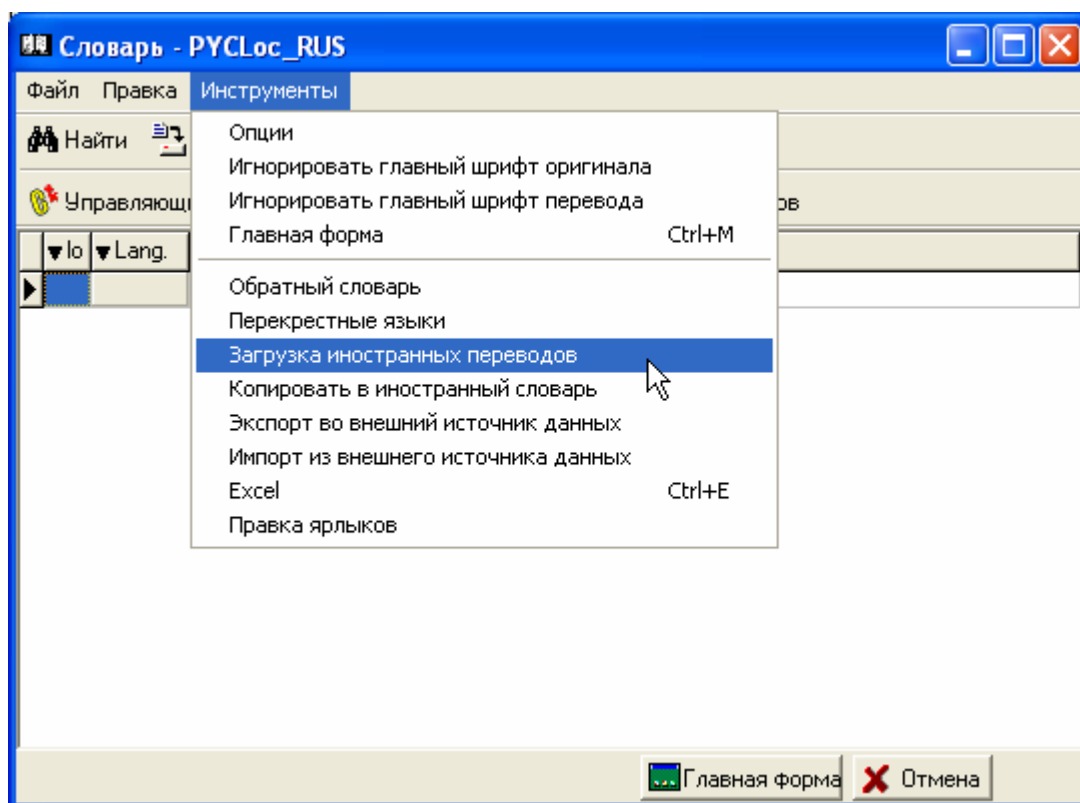 Словарь - PYCLoc_RUS
Файл Правка Инструменты
Найти
Опции
Игнорировать главный шрифт оригинала
Игнорировать главный шрифт перевода
Главная форма Ctrl+M
Обратный словарь
Перекрестные языки
Загрузка иностранных переводов
Копировать в иностранный словарь
Экспорт во внешний источник данных
Импорт из внешнего источника данных
Excel Ctrl+E
Правка ярлыков
Io Lang.
Главная форма Отмена